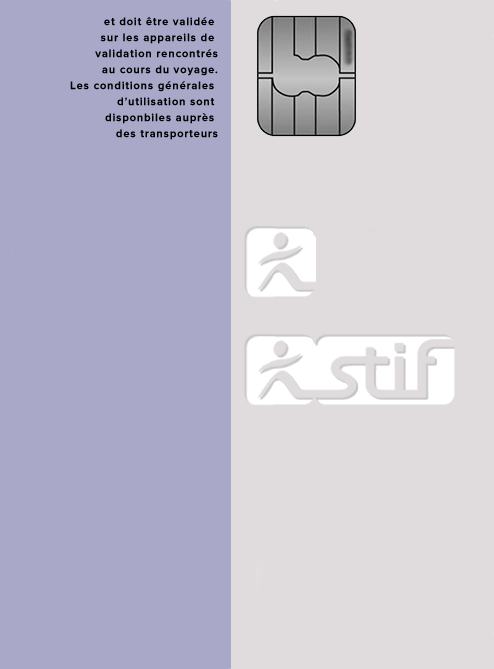 et doit être validée
sur les appareils de
validation rencontrés
au cours du voyage.
Les conditions générales
d'utilisation sont
disponbiles auprès
des transporteurs
stif